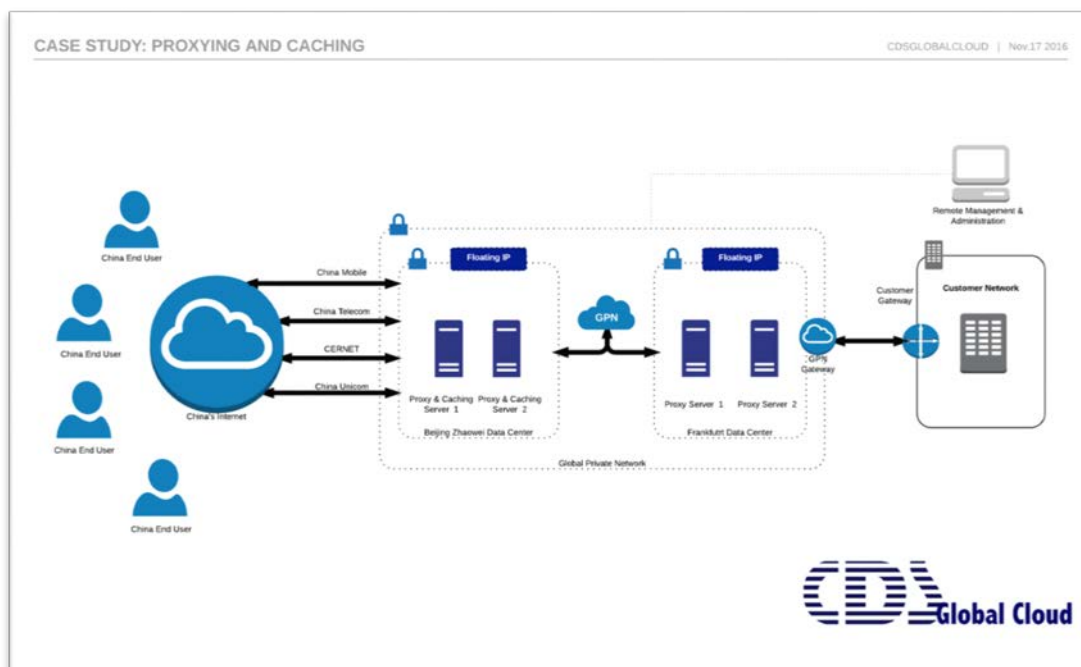 CASE STUDY: PROXYING AND CACHING
CDSGLOBALCLOUD | Nov.17 2016
Remote Management &
Administration
China End User
China End User
China End User
China End User
China's Internet
China Mobile
China Telecom
CERNET
China Unicom
Floating IP
Proxy & Caching
Server 1
Proxy & Caching
Server 2
Beijing Zhaowei Data Center
GPN
Floating IP
Proxy Server 1
Proxy Server 2
Frankfutrt Data Center
Global Private Network
GPN
Gateway
Customer
Gateway
Customer Network
CDS
Global Cloud